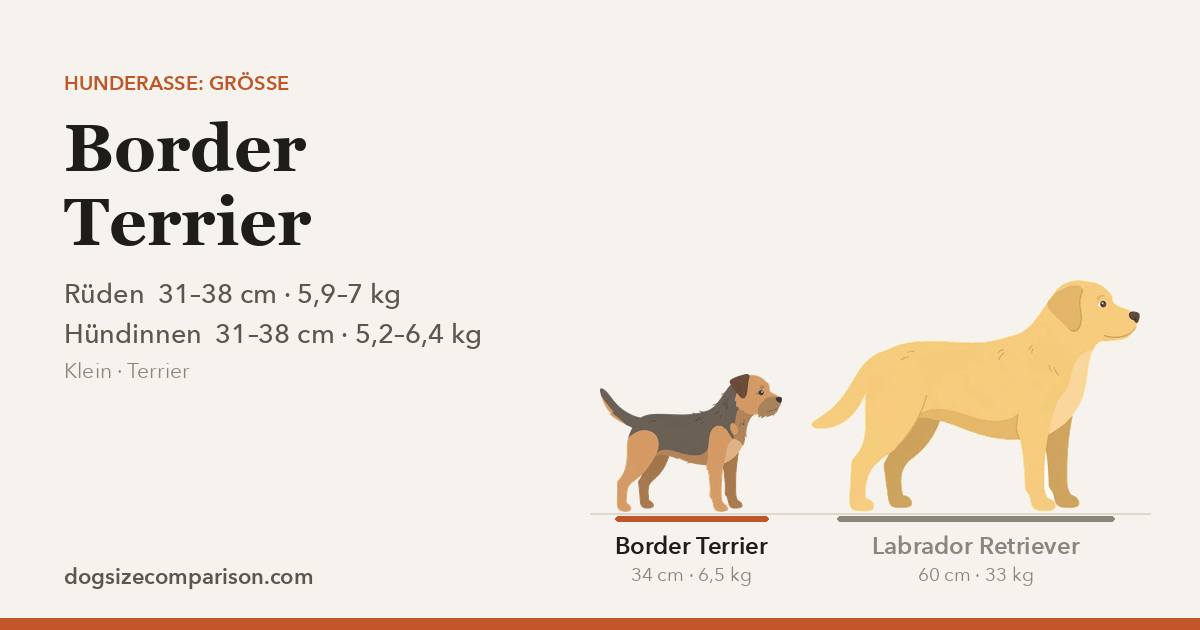 HUNDERASSE: GRÖSSE
Border
Terrier
Rüden 31–38 cm · 5,9–7 kg
Hündinnen 31–38 cm · 5,2–6,4 kg
Klein · Terrier
Border Terrier
34 cm · 6,5 kg
Labrador Retriever
60 cm · 33 kg
dogsizecomparison.com